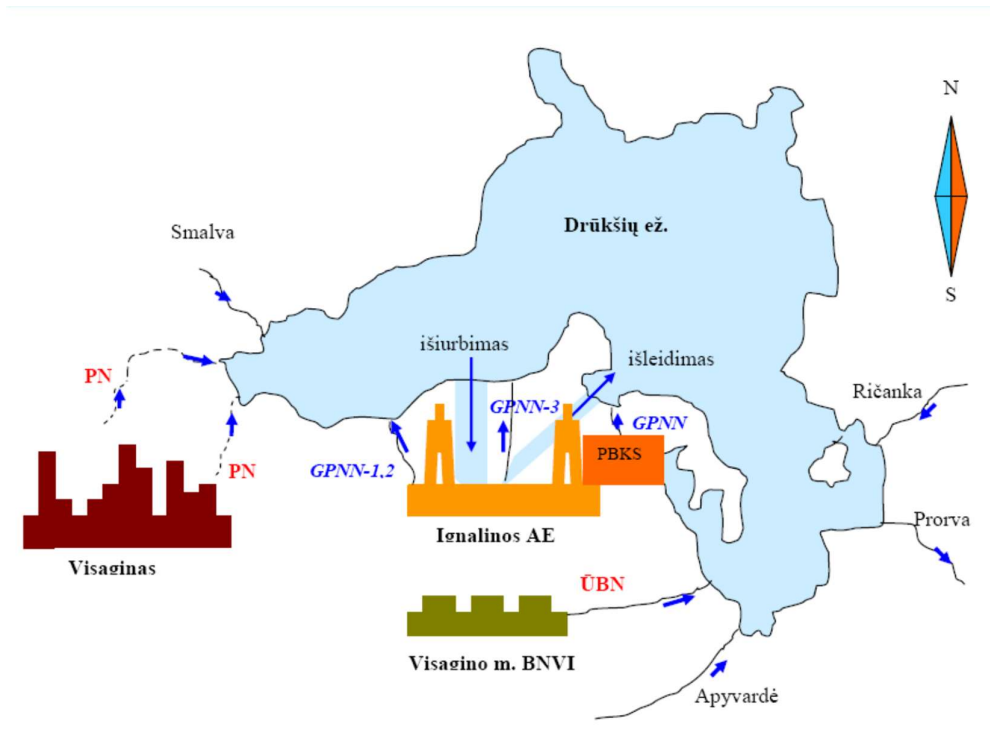 N
Smalva
Drūkšių ež.
S
išiurbimas
išleidimas
PN
Ričanka
GPNN-3
GPNN
PBKS
PN
GPNN-1,2
Prorva
Ignalinos AE
Visaginas
ŪBN
Visagino m. BNVI
Apyvardė